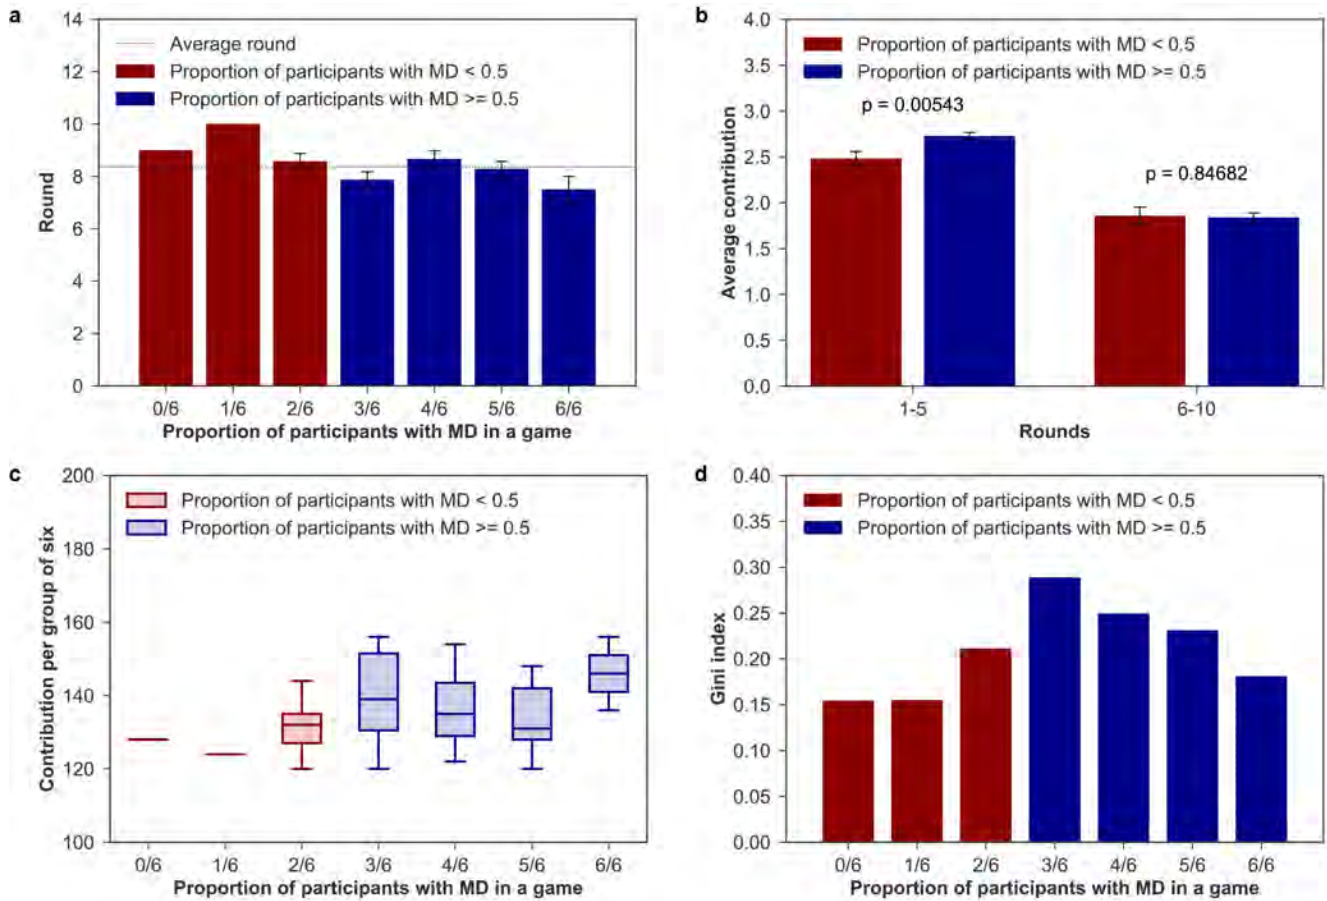 a
14
12
10
8
6
4
2
0
Round
Average round
Proportion of participants with MD < 0.5
Proportion of participants with MD >= 0.5
0/6 1/6 2/6 3/6 4/6 5/6 6/6
Proportion of participants with MD in a game
b
4.0
3.5
3.0
2.5
2.0
1.5
1.0
0.5
0.0
Average contribution
Proportion of participants with MD < 0.5
Proportion of participants with MD >= 0.5
p = 0.00543
p = 0.84682
1-5 6-10
Rounds
c
200
180
160
140
120
100
Contribution per group of six
Proportion of participants with MD < 0.5
Proportion of participants with MD >= 0.5
0/6 1/6 2/6 3/6 4/6 5/6 6/6
Proportion of participants with MD in a game
d
0.40
0.35
0.30
0.25
0.20
0.15
0.10
0.05
0.00
Gini index
Proportion of participants with MD < 0.5
Proportion of participants with MD >= 0.5
0/6 1/6 2/6 3/6 4/6 5/6 6/6
Proportion of participants with MD in a game